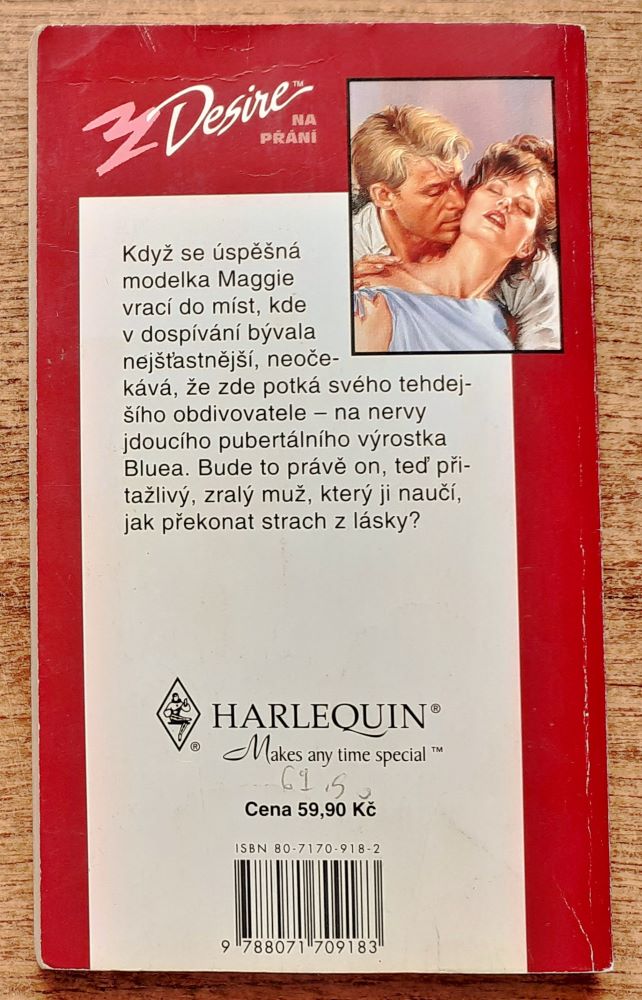 Desire™
NA
PŘÁNÍ
Když se úspěšná
modelka Maggie
vrací do míst, kde
v dospívání bývala
nejšťastnější, neoče-
kává, že zde potká svého tehdej-
šího obdivovatele – na nervy
jdoucího pubertálního výrostka
Bluea. Bude to právě on, teď při-
tažlivý, zralý muž, který ji naučí,
jak překonat strach z lásky?
HARLEQUIN®
®
Makes any time special™
Cena 59,90 Kč
ISBN 80-7170-918-2
9 788071 709183